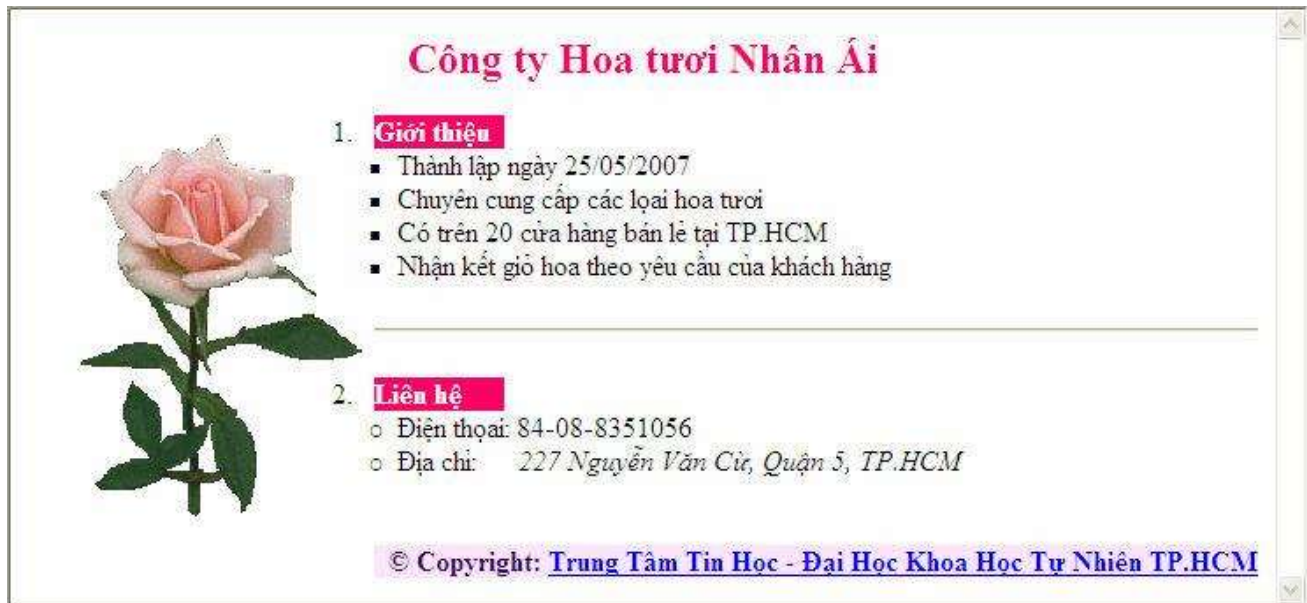 Công ty Hoa tươi Nhân Ái
1. Giới thiệu
▪ Thành lập ngày 25/05/2007
▪ Chuyên cung cấp các lọai hoa tươi
▪ Có trên 20 cửa hàng bán lẻ tại TP.HCM
▪ Nhận kết giỏ hoa theo yêu cầu của khách hàng
2. Liên hệ
o Điện thọai: 84-08-8351056
o Địa chỉ: 227 Nguyễn Văn Cừ, Quận 5, TP.HCM
© Copyright: Trung Tâm Tin Học - Đại Học Khoa Học Tự Nhiên TP.HCM